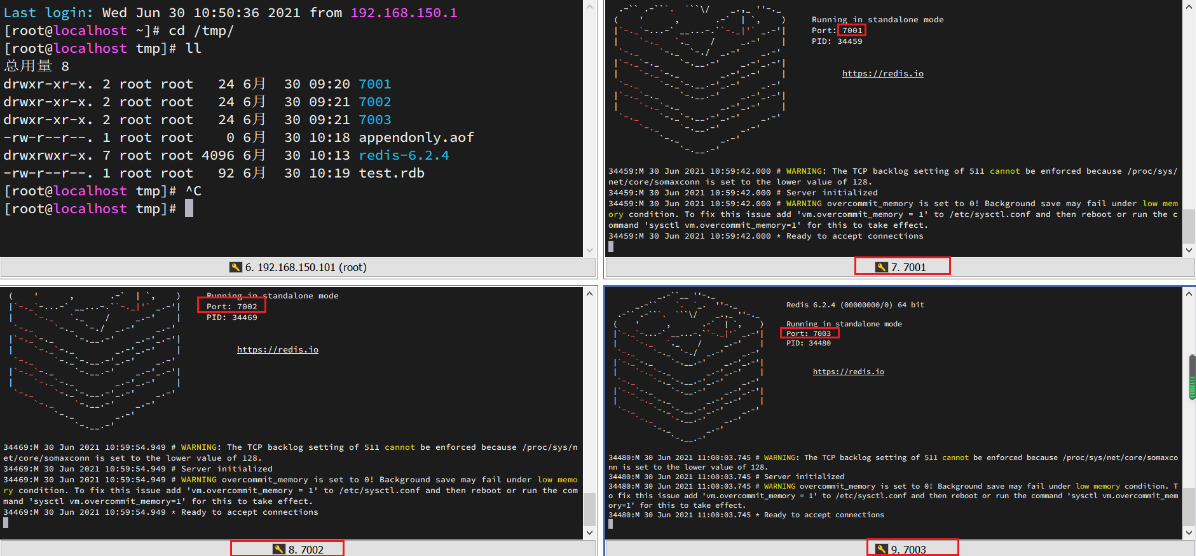 Last login: Wed Jun 30 10:50:36 2021 from 192.168.150.1
[root@localhost ~]# cd /tmp/
[root@localhost tmp]# ll
总用量 8
drwxr-xr-x. 2 root root   24 6月  30 09:20 7001
drwxr-xr-x. 2 root root   24 6月  30 09:21 7002
drwxr-xr-x. 2 root root   24 6月  30 09:21 7003
-rw-r--r--. 1 root root    0 6月  30 10:18 appendonly.aof
drwxrwxr-x. 7 root root 4096 6月  30 10:13 redis-6.2.4
-rw-r--r--. 1 root root   92 6月  30 10:19 test.rdb
[root@localhost tmp]# ^C
[root@localhost tmp]#
6. 192.168.150.101 (root)
Running in standalone mode
Port: 7001
PID: 34459
https://redis.io
34459:M 30 Jun 2021 10:59:42.000 # WARNING: The TCP backlog setting of 511 cannot be enforced because /proc/sys/
net/core/somaxconn is set to the lower value of 128.
34459:M 30 Jun 2021 10:59:42.000 # Server initialized
34459:M 30 Jun 2021 10:59:42.000 # WARNING overcommit_memory is set to 0! Background save may fail under low mem
ory condition. To fix this issue add 'vm.overcommit_memory = 1' to /etc/sysctl.conf and then reboot or run the c
ommand 'sysctl vm.overcommit_memory=1' for this to take effect.
34459:M 30 Jun 2021 10:59:42.000 * Ready to accept connections
7. 7001
Running in standalone mode
Port: 7002
PID: 34469
https://redis.io
34469:M 30 Jun 2021 10:59:54.949 # WARNING: The TCP backlog setting of 511 cannot be enforced because /proc/sys/n
et/core/somaxconn is set to the lower value of 128.
34469:M 30 Jun 2021 10:59:54.949 # Server initialized
34469:M 30 Jun 2021 10:59:54.949 # WARNING overcommit_memory is set to 0! Background save may fail under low memo
ry condition. To fix this issue add 'vm.overcommit_memory = 1' to /etc/sysctl.conf and then reboot or run the com
mand 'sysctl vm.overcommit_memory=1' for this to take effect.
34469:M 30 Jun 2021 10:59:54.949 * Ready to accept connections
8. 7002
Redis 6.2.4 (00000000/0) 64 bit
Running in standalone mode
Port: 7003
PID: 34480
https://redis.io
34480:M 30 Jun 2021 11:00:03.745 # WARNING: The TCP backlog setting of 511 cannot be enforced because /proc/sys/net/core/somaxco
nn is set to the lower value of 128.
34480:M 30 Jun 2021 11:00:03.745 # Server initialized
34480:M 30 Jun 2021 11:00:03.745 # WARNING overcommit_memory is set to 0! Background save may fail under low memory condition. T
o fix this issue add 'vm.overcommit_memory = 1' to /etc/sysctl.conf and then reboot or run the command 'sysctl vm.overcommit_mem
ory=1' for this to take effect.
34480:M 30 Jun 2021 11:00:03.745 * Ready to accept connections
9. 7003